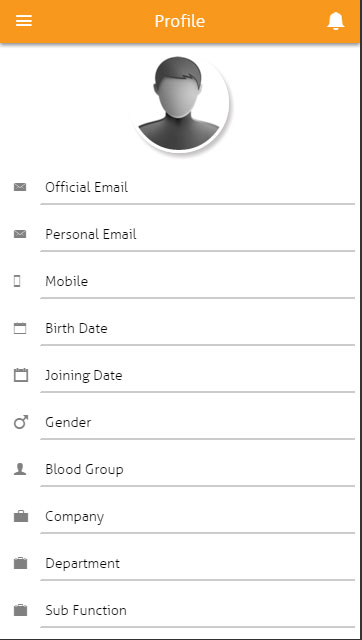 Profile
Official Email
Personal Email
Mobile
Birth Date
Joining Date
Gender
Blood Group
Company
Department
Sub Function